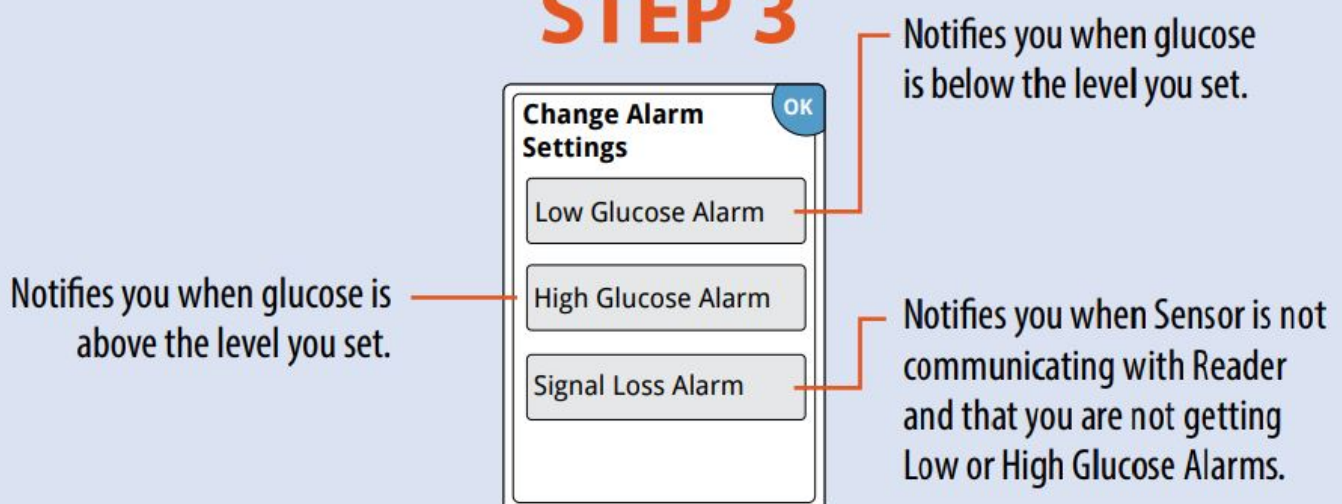 STEP 3
Notifies you when glucose
is below the level you set.
Change Alarm
Settings
OK
Low Glucose Alarm
Notifies you when glucose is
above the level you set.
High Glucose Alarm
Signal Loss Alarm
Notifies you when Sensor is not
communicating with Reader
and that you are not getting
Low or High Glucose Alarms.